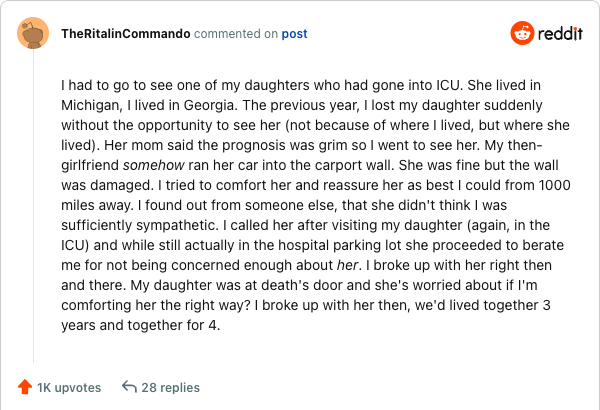 TheRitalinCommando commented on post
reddit
I had to go to see one of my daughters who had gone into ICU. She lived in
Michigan, I lived in Georgia. The previous year, I lost my daughter suddenly
without the opportunity to see her (not because of where I lived, but where she
lived). Her mom said the prognosis was grim so I went to see her. My then-
girlfriend somehow ran her car into the carport wall. She was fine but the wall
was damaged. I tried to comfort her and reassure her as best I could from 1000
miles away. I found out from someone else, that she didn't think I was
sufficiently sympathetic. I called her after visiting my daughter (again, in the
ICU) and while still actually in the hospital parking lot she proceeded to berate
me for not being concerned enough about her. I broke up with her right then
and there. My daughter was at death's door and she's worried about if I'm
comforting her the right way? I broke up with her then, we'd lived together 3
years and together for 4.
1K upvotes 28 replies